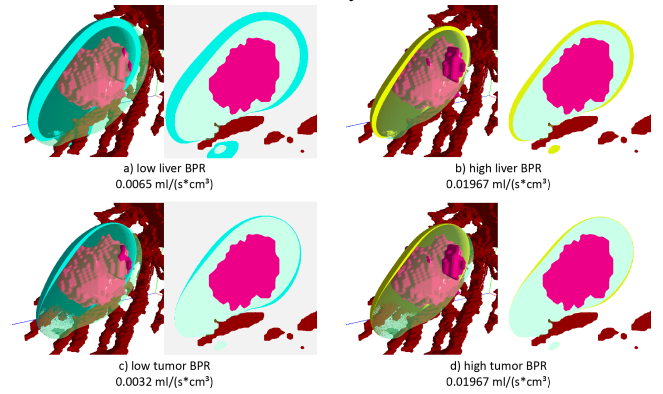 a) low liver BPR
0.0065 ml/(s*cm³)
b) high liver BPR
0.01967 ml/(s*cm³)
c) low tumor BPR
0.0032 ml/(s*cm³)
d) high tumor BPR
0.01967 ml/(s*cm³)